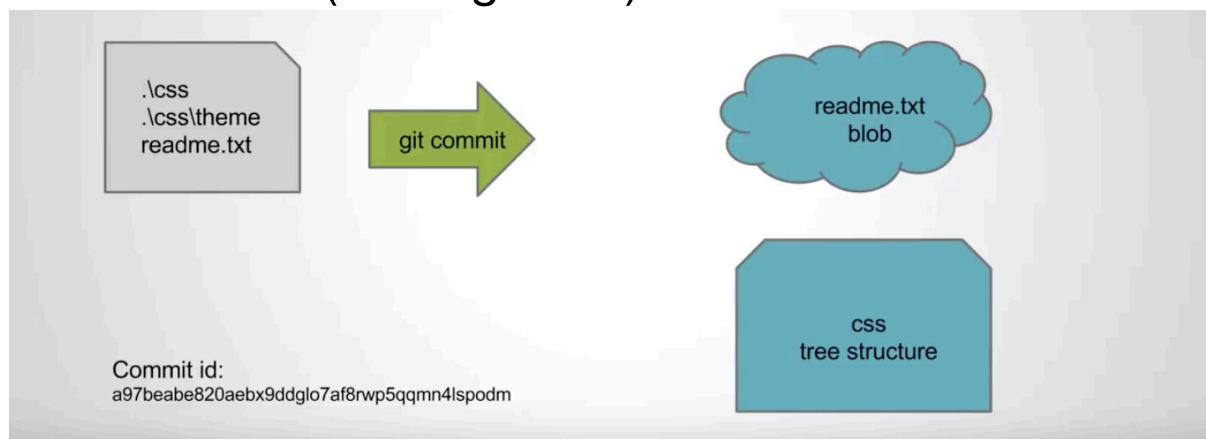 .\css
.\css\theme
readme.txt
git commit
readme.txt
blob
css
tree structure
Commit id:
a97beabe820aebx9ddglo7af8rwp5qqmn4lspodm